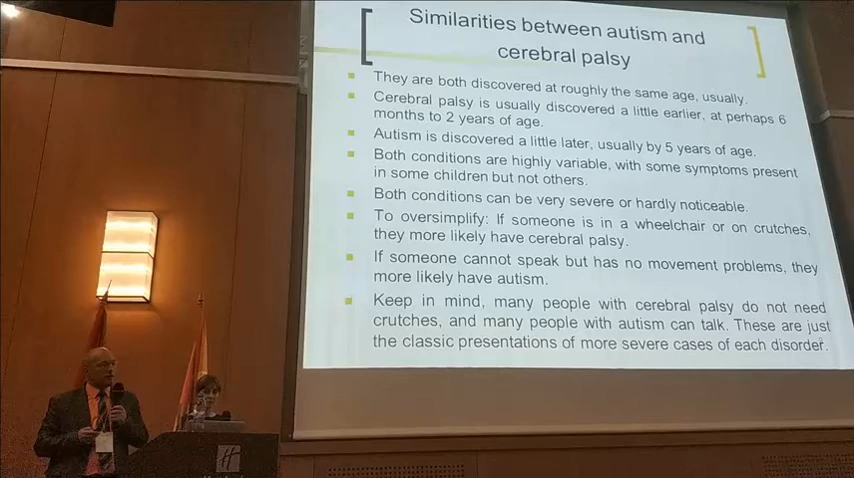 Similarities between autism and
cerebral palsy
They are both discovered at roughly the same age, usually.
Cerebral palsy is usually discovered a little earlier, at perhaps 6
months to 2 years of age.
Autism is discovered a little later, usually by 5 years of age.
Both conditions are highly variable, with some symptoms present
in some children but not others.
Both conditions can be very severe or hardly noticeable.
To oversimplify: If someone is in a wheelchair or on crutches,
they more likely have cerebral palsy.
If someone cannot speak but has no movement problems, they
more likely have autism.
Keep in mind, many people with cerebral palsy do not need
crutches, and many people with autism can talk. These are just
the classic presentations of more severe cases of each disorder.
H